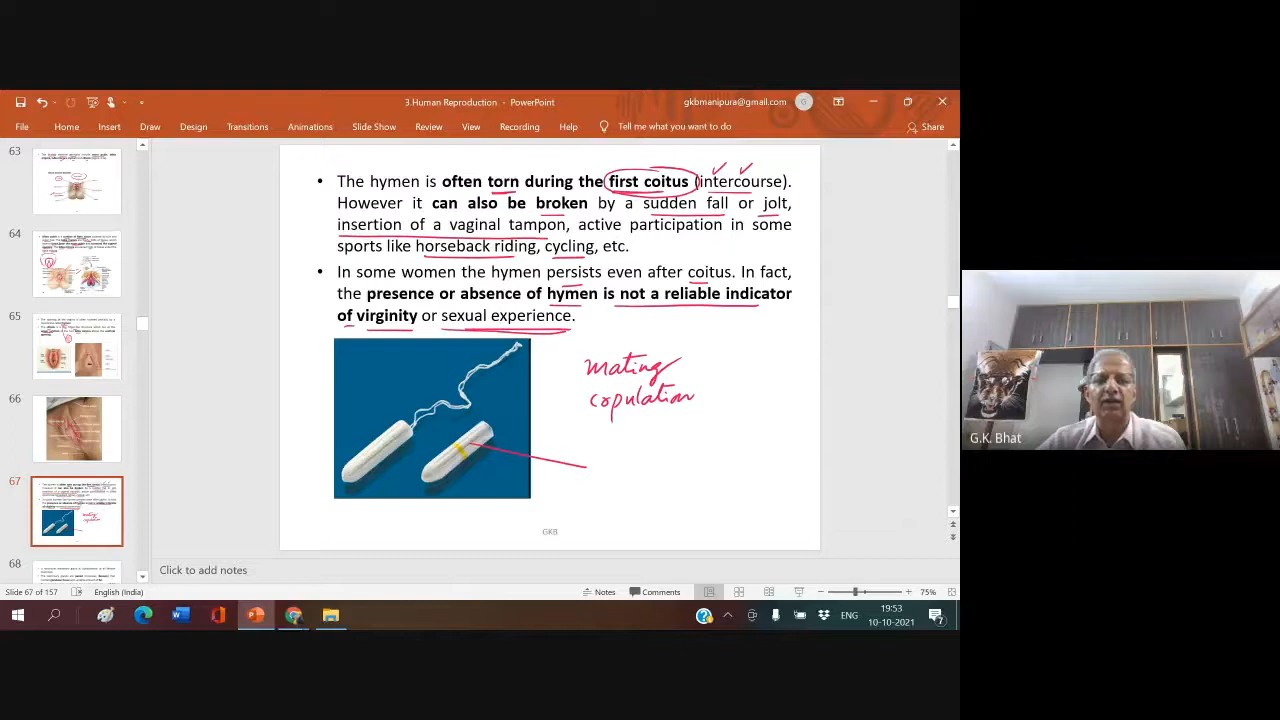 3.Human Reproduction - PowerPoint
gkbmanipura@gmail.com
G
File Home Insert Draw Design Transitions Animations Slide Show Review View Recording Help Tell me what you want to do Share
63
64
65
66
67
68
• The hymen is often torn during the first coitus (intercourse).
However it can also be broken by a sudden fall or jolt,
insertion of a vaginal tampon, active participation in some
sports like horseback riding, cycling, etc.
• In some women the hymen persists even after coitus. In fact,
the presence or absence of hymen is not a reliable indicator
of virginity or sexual experience.
mating
copulation
GKB
Click to add notes
Slide 67 of 157 English (India) Notes Comments 75%
ENG
19:53
10-10-2021
7
G.K. Bhat